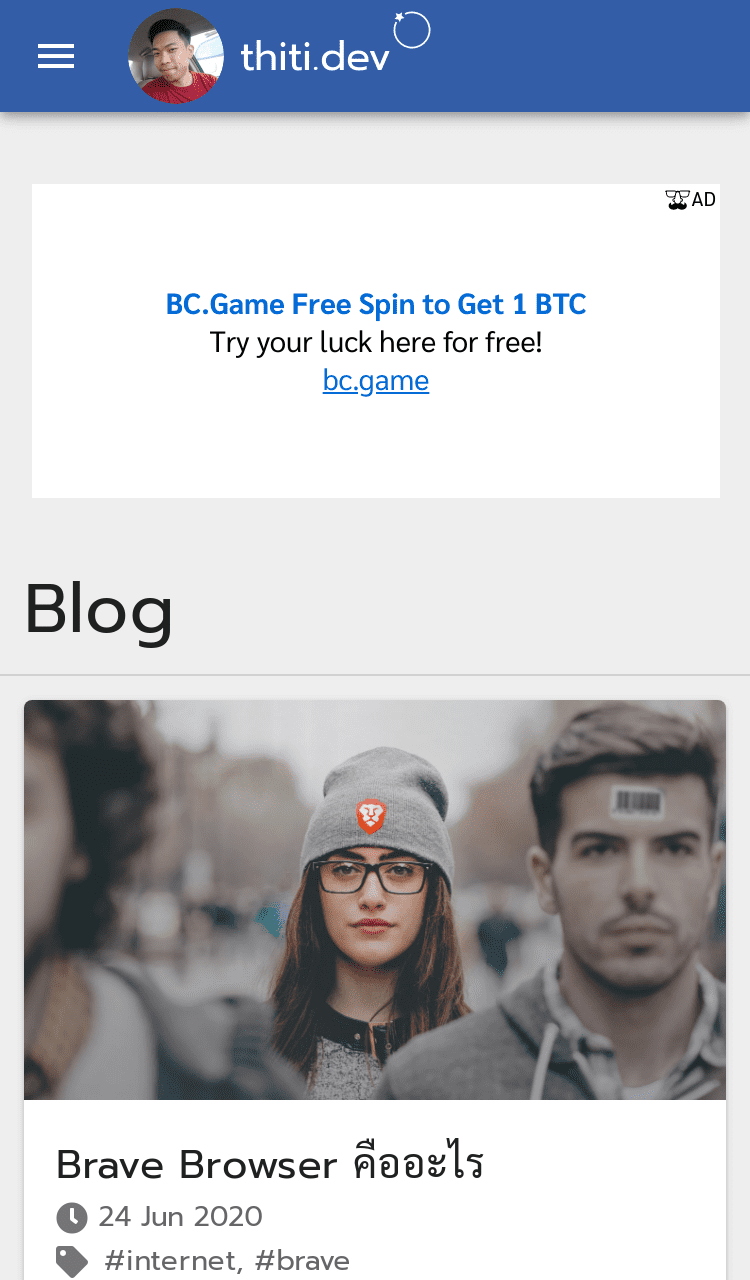 thiti.dev
AD
BC.Game Free Spin to Get 1 BTC
Try your luck here for free!
bc.game
Blog
Brave Browser คืออะไร
24 Jun 2020
#internet, #brave